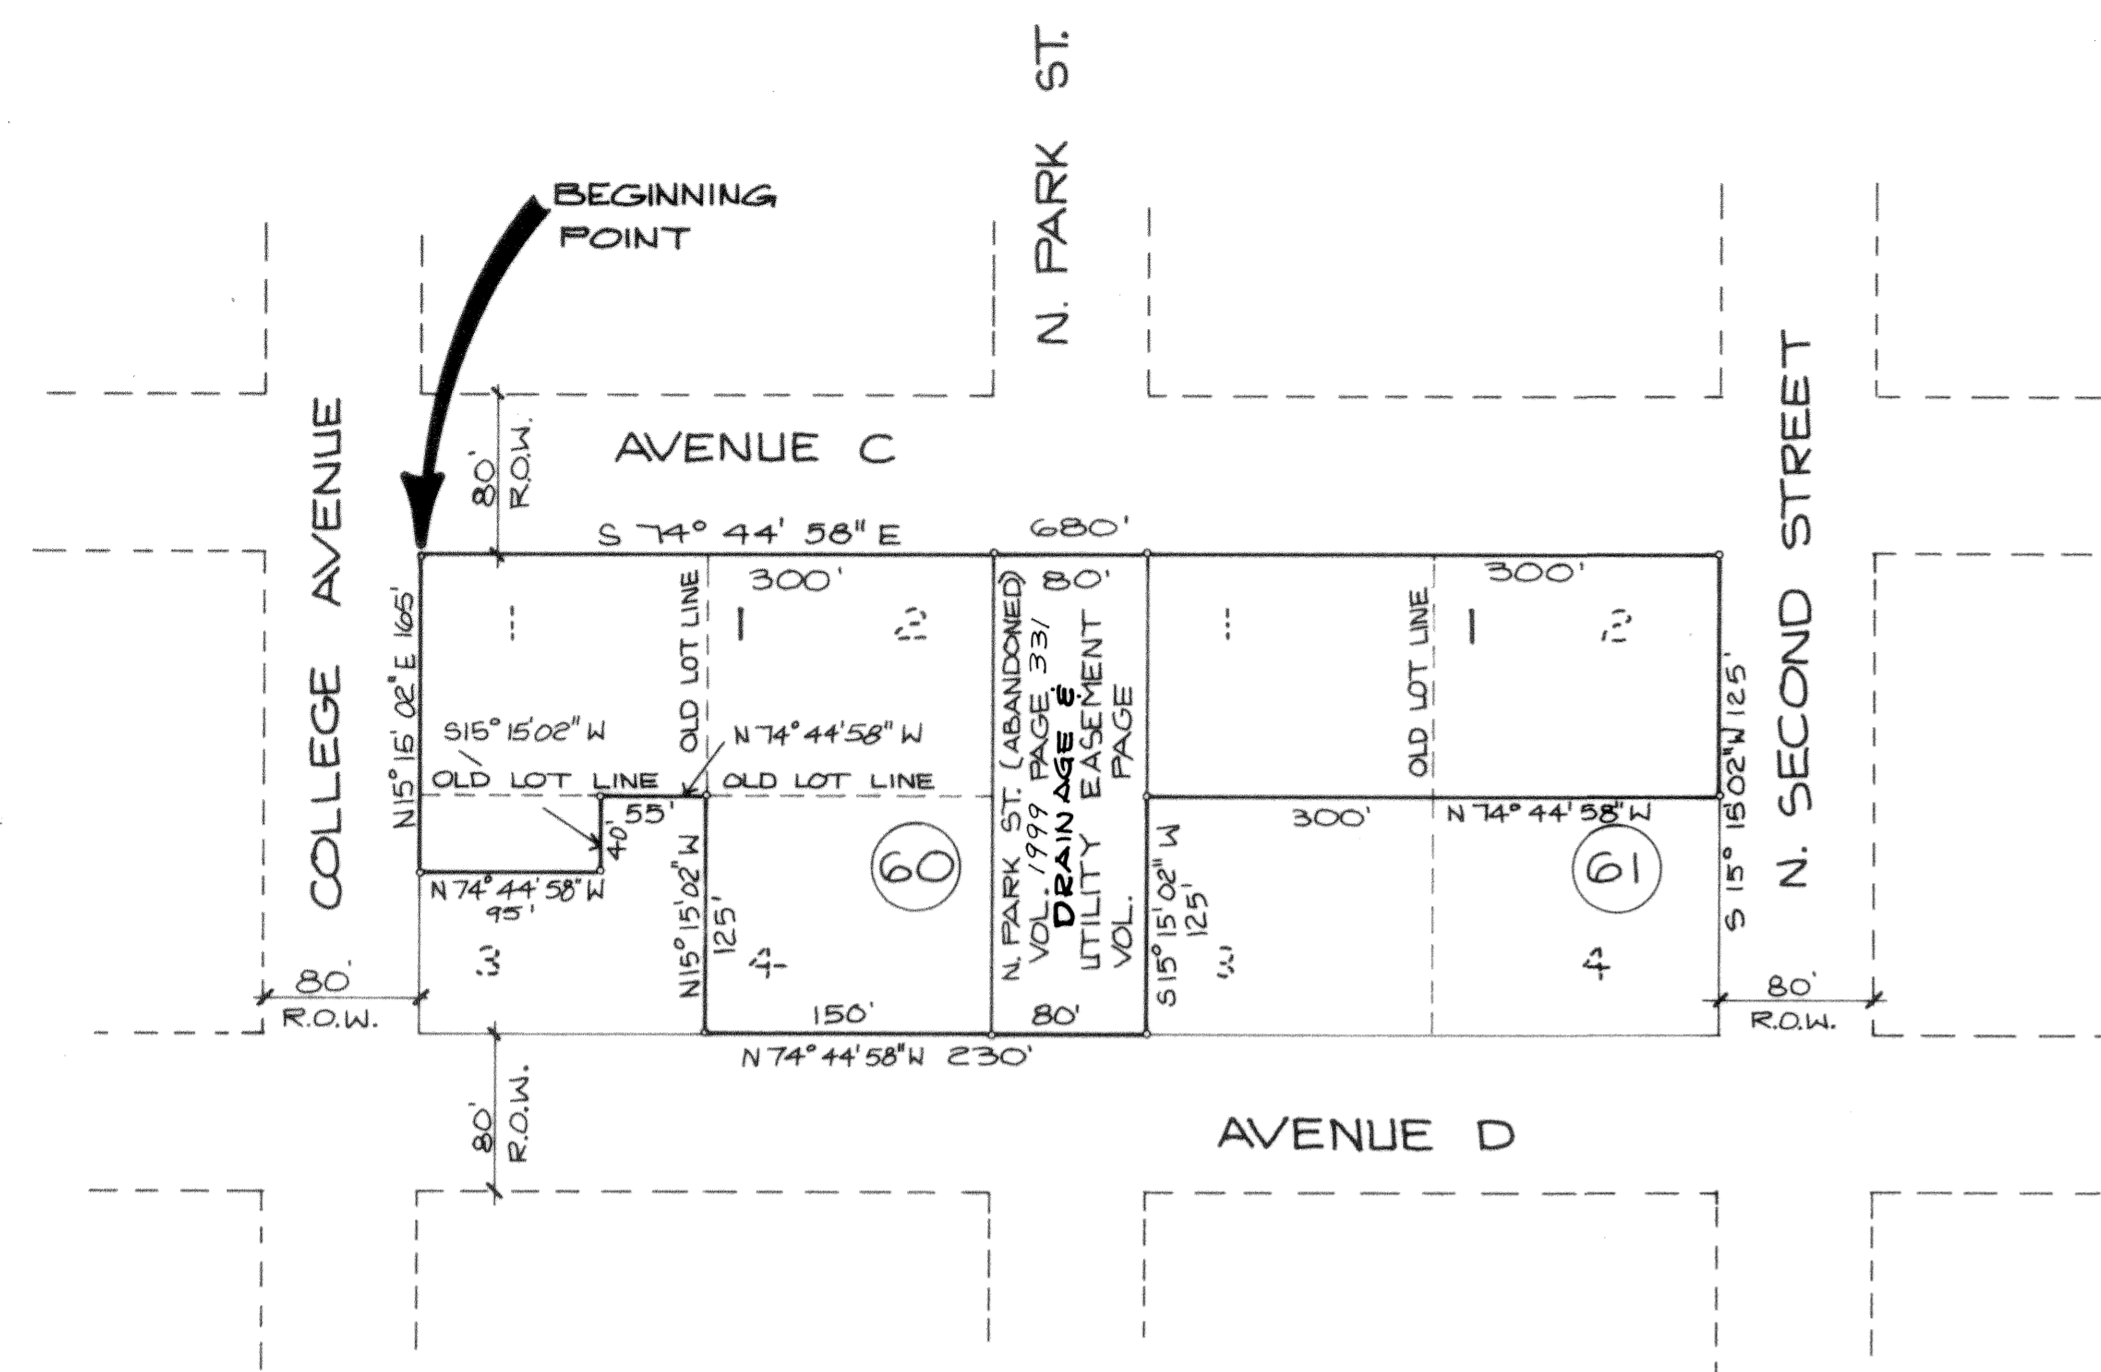 N. PARK ST.
BEGINNING
POINT
COLLEGE AVENUE
80'
R.O.W.
AVENUE C
N. SECOND STREET
S 74° 44' 58" E
680'
300'
80'
300'
N15° 15' 02" E 165'
1
OLD LOT LINE
1
2
N. PARK ST. (ABANDONED)
VOL. 1999 PAGE 331
DRAINAGE &
UTILITY EASEMENT
VOL. PAGE
1
OLD LOT LINE
1
2
S 15° 15' 02" W 125'
S15° 15' 02" W
N 74° 44' 58" W
OLD LOT LINE
OLD LOT LINE
55'
40'
N 74° 44' 58" W
95'
N15° 15' 02" W
125'
60
300'
N 74° 44' 58" W
61
S15° 15' 02" W
125'
3
4
3
4
80'
R.O.W.
150'
80'
N 74° 44' 58" W 230'
80'
R.O.W.
80'
R.O.W.
AVENUE D